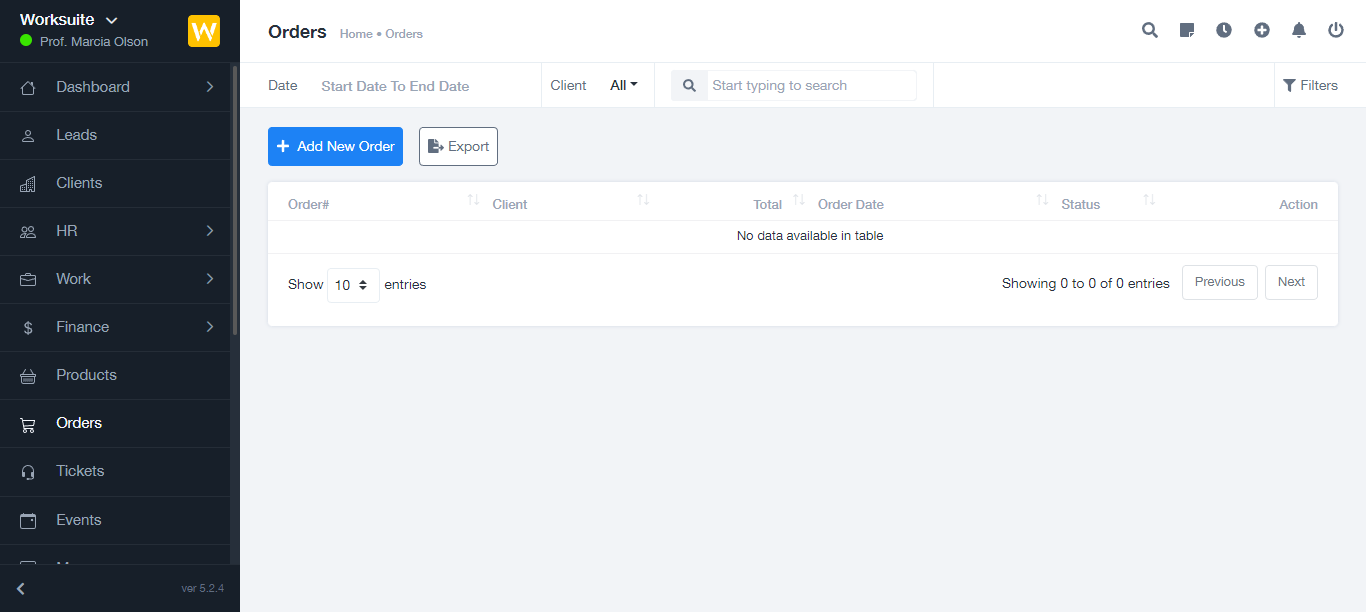 Worksuite
Prof. Marcia Olson
W
Dashboard
Leads
Clients
HR
Work
Finance
Products
Orders
Tickets
Events
ver 5.2.4
Orders Home • Orders
Date Start Date To End Date Client All Start typing to search Filters
Add New Order Export
Order# Client Total Order Date Status Action
No data available in table
Show 10 entries Showing 0 to 0 of 0 entries Previous Next